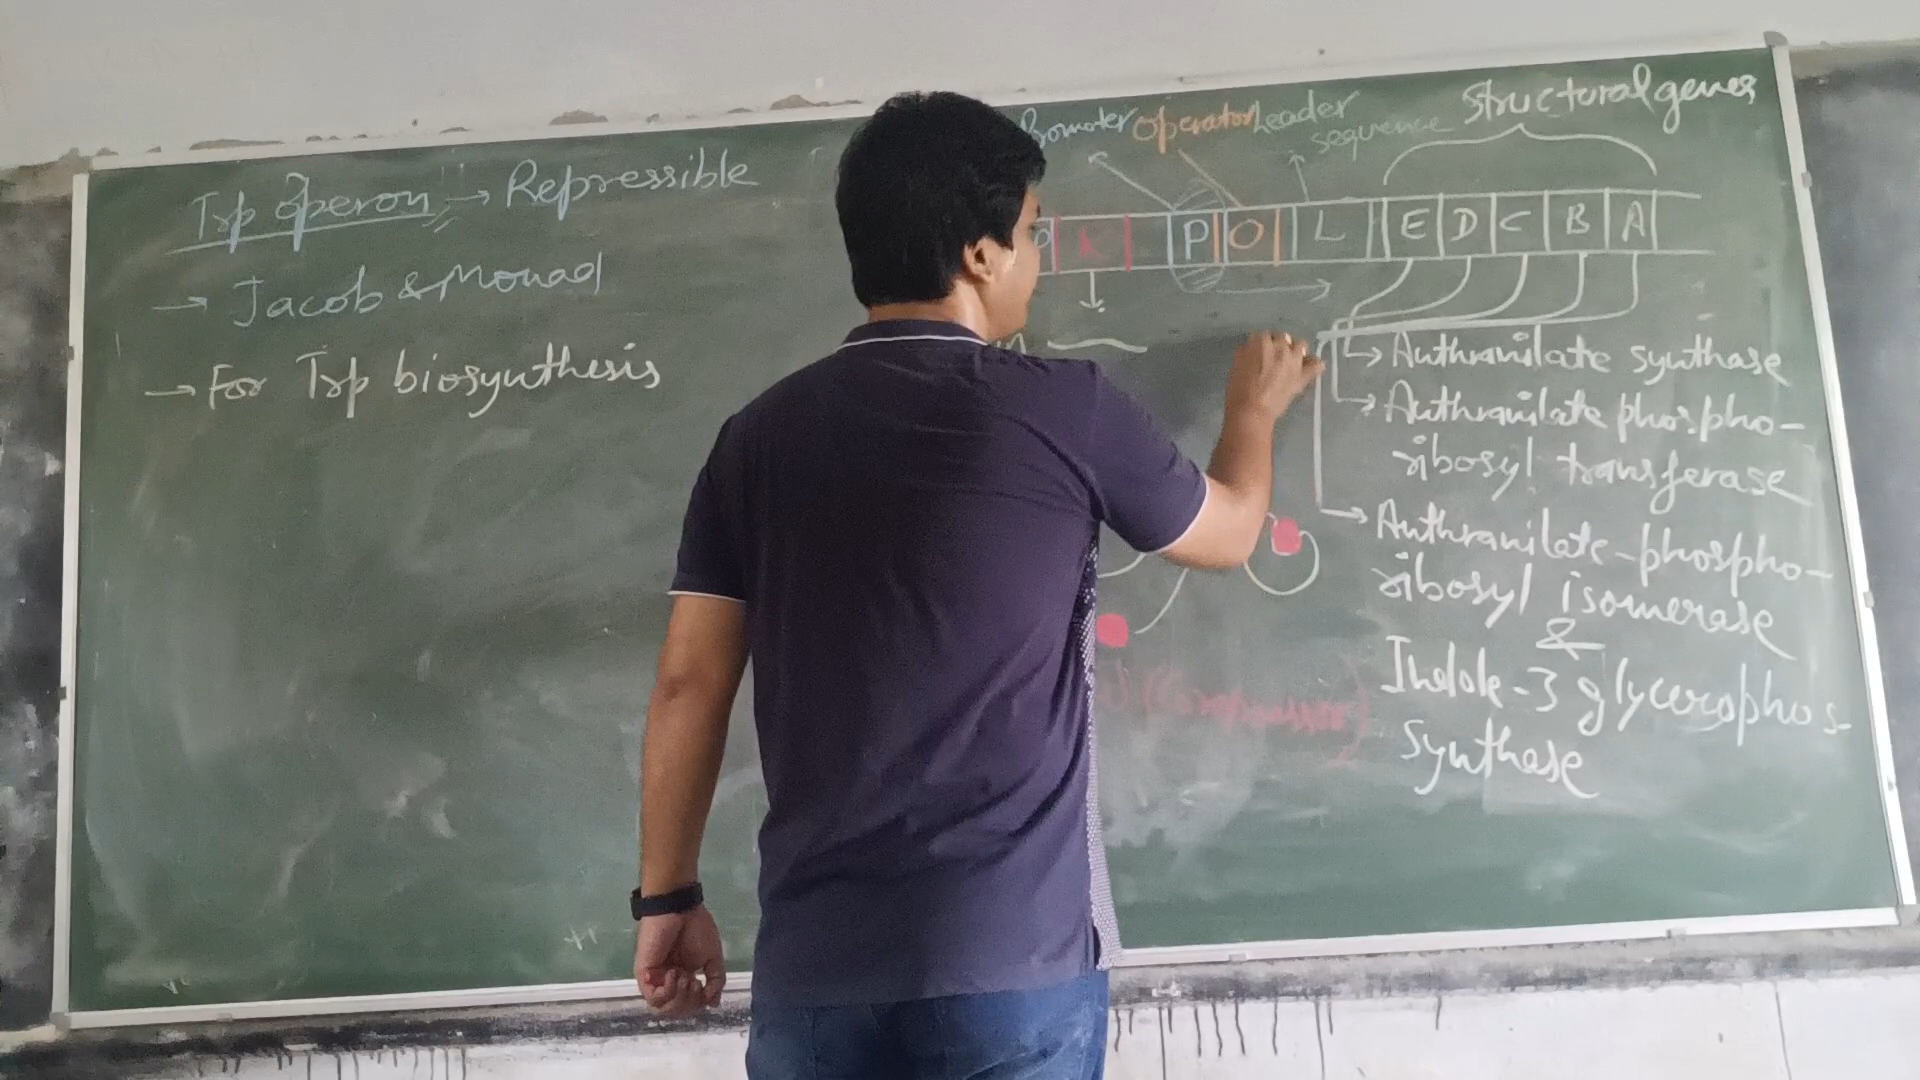 Trp operon → Repressible
→ Jacob & Monad
→ For Trp biosynthesis
Promoter Operator Leader sequence Structural genes
P O L E D C B A
→ Anthranilate synthase
→ Anthranilate phospho-
ribosyl transferase
→ Anthranilate-phospho-
ribosyl isomerase
&
Indole-3 glycerophos-
synthase